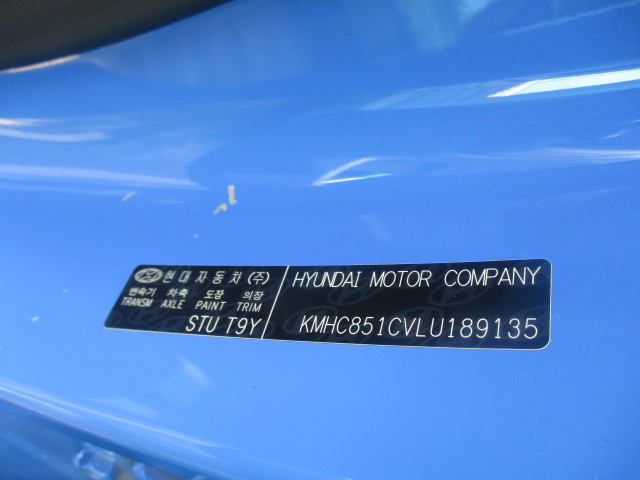 현대자동차(주)
변속기 차축 도장 의장
TRANSM AXLE PAINT TRIM
STU T9Y
HYUNDAI MOTOR COMPANY
KMHC851CVLU189135